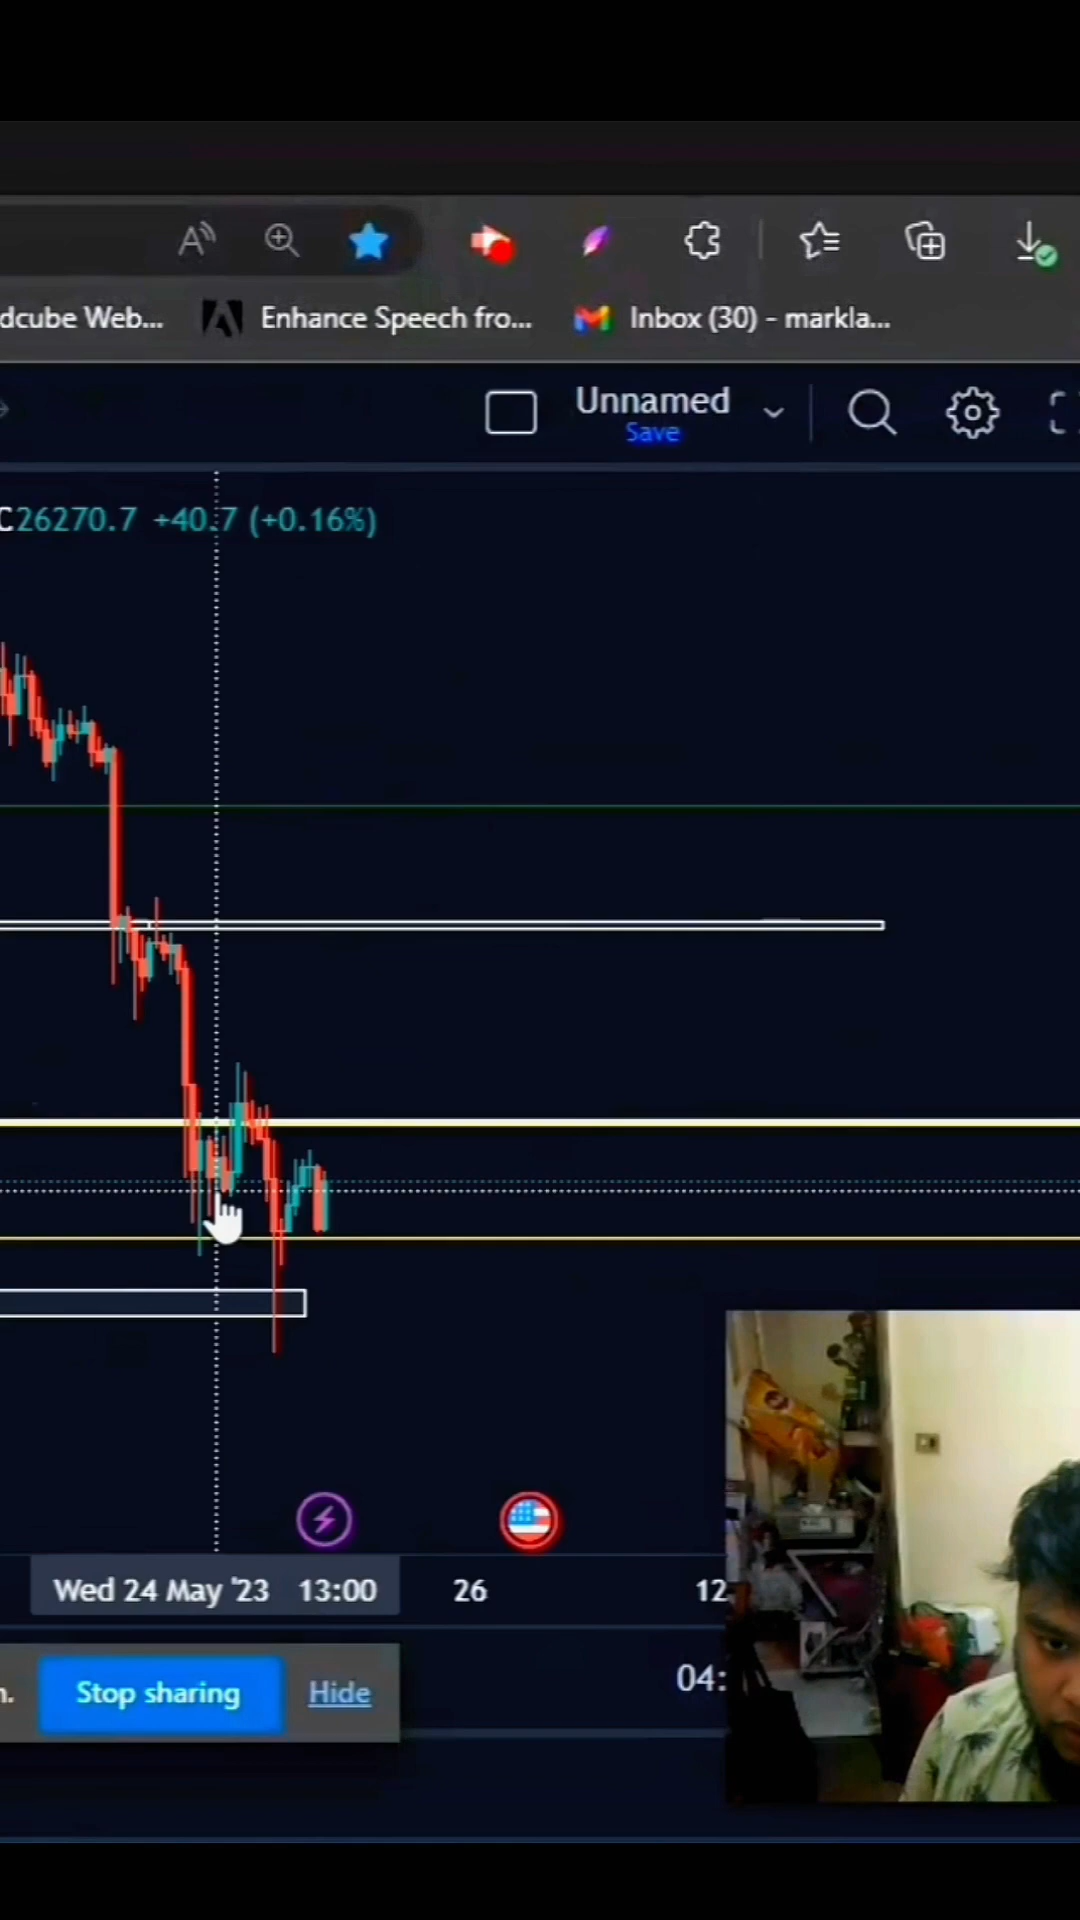 dcube Web...
Enhance Speech fro...
Inbox (30) - markla...
Unnamed
Save
C26270.7 +40.7 (+0.16%)
Wed 24 May '23 13:00
26
12
n.
Stop sharing
Hide
04: